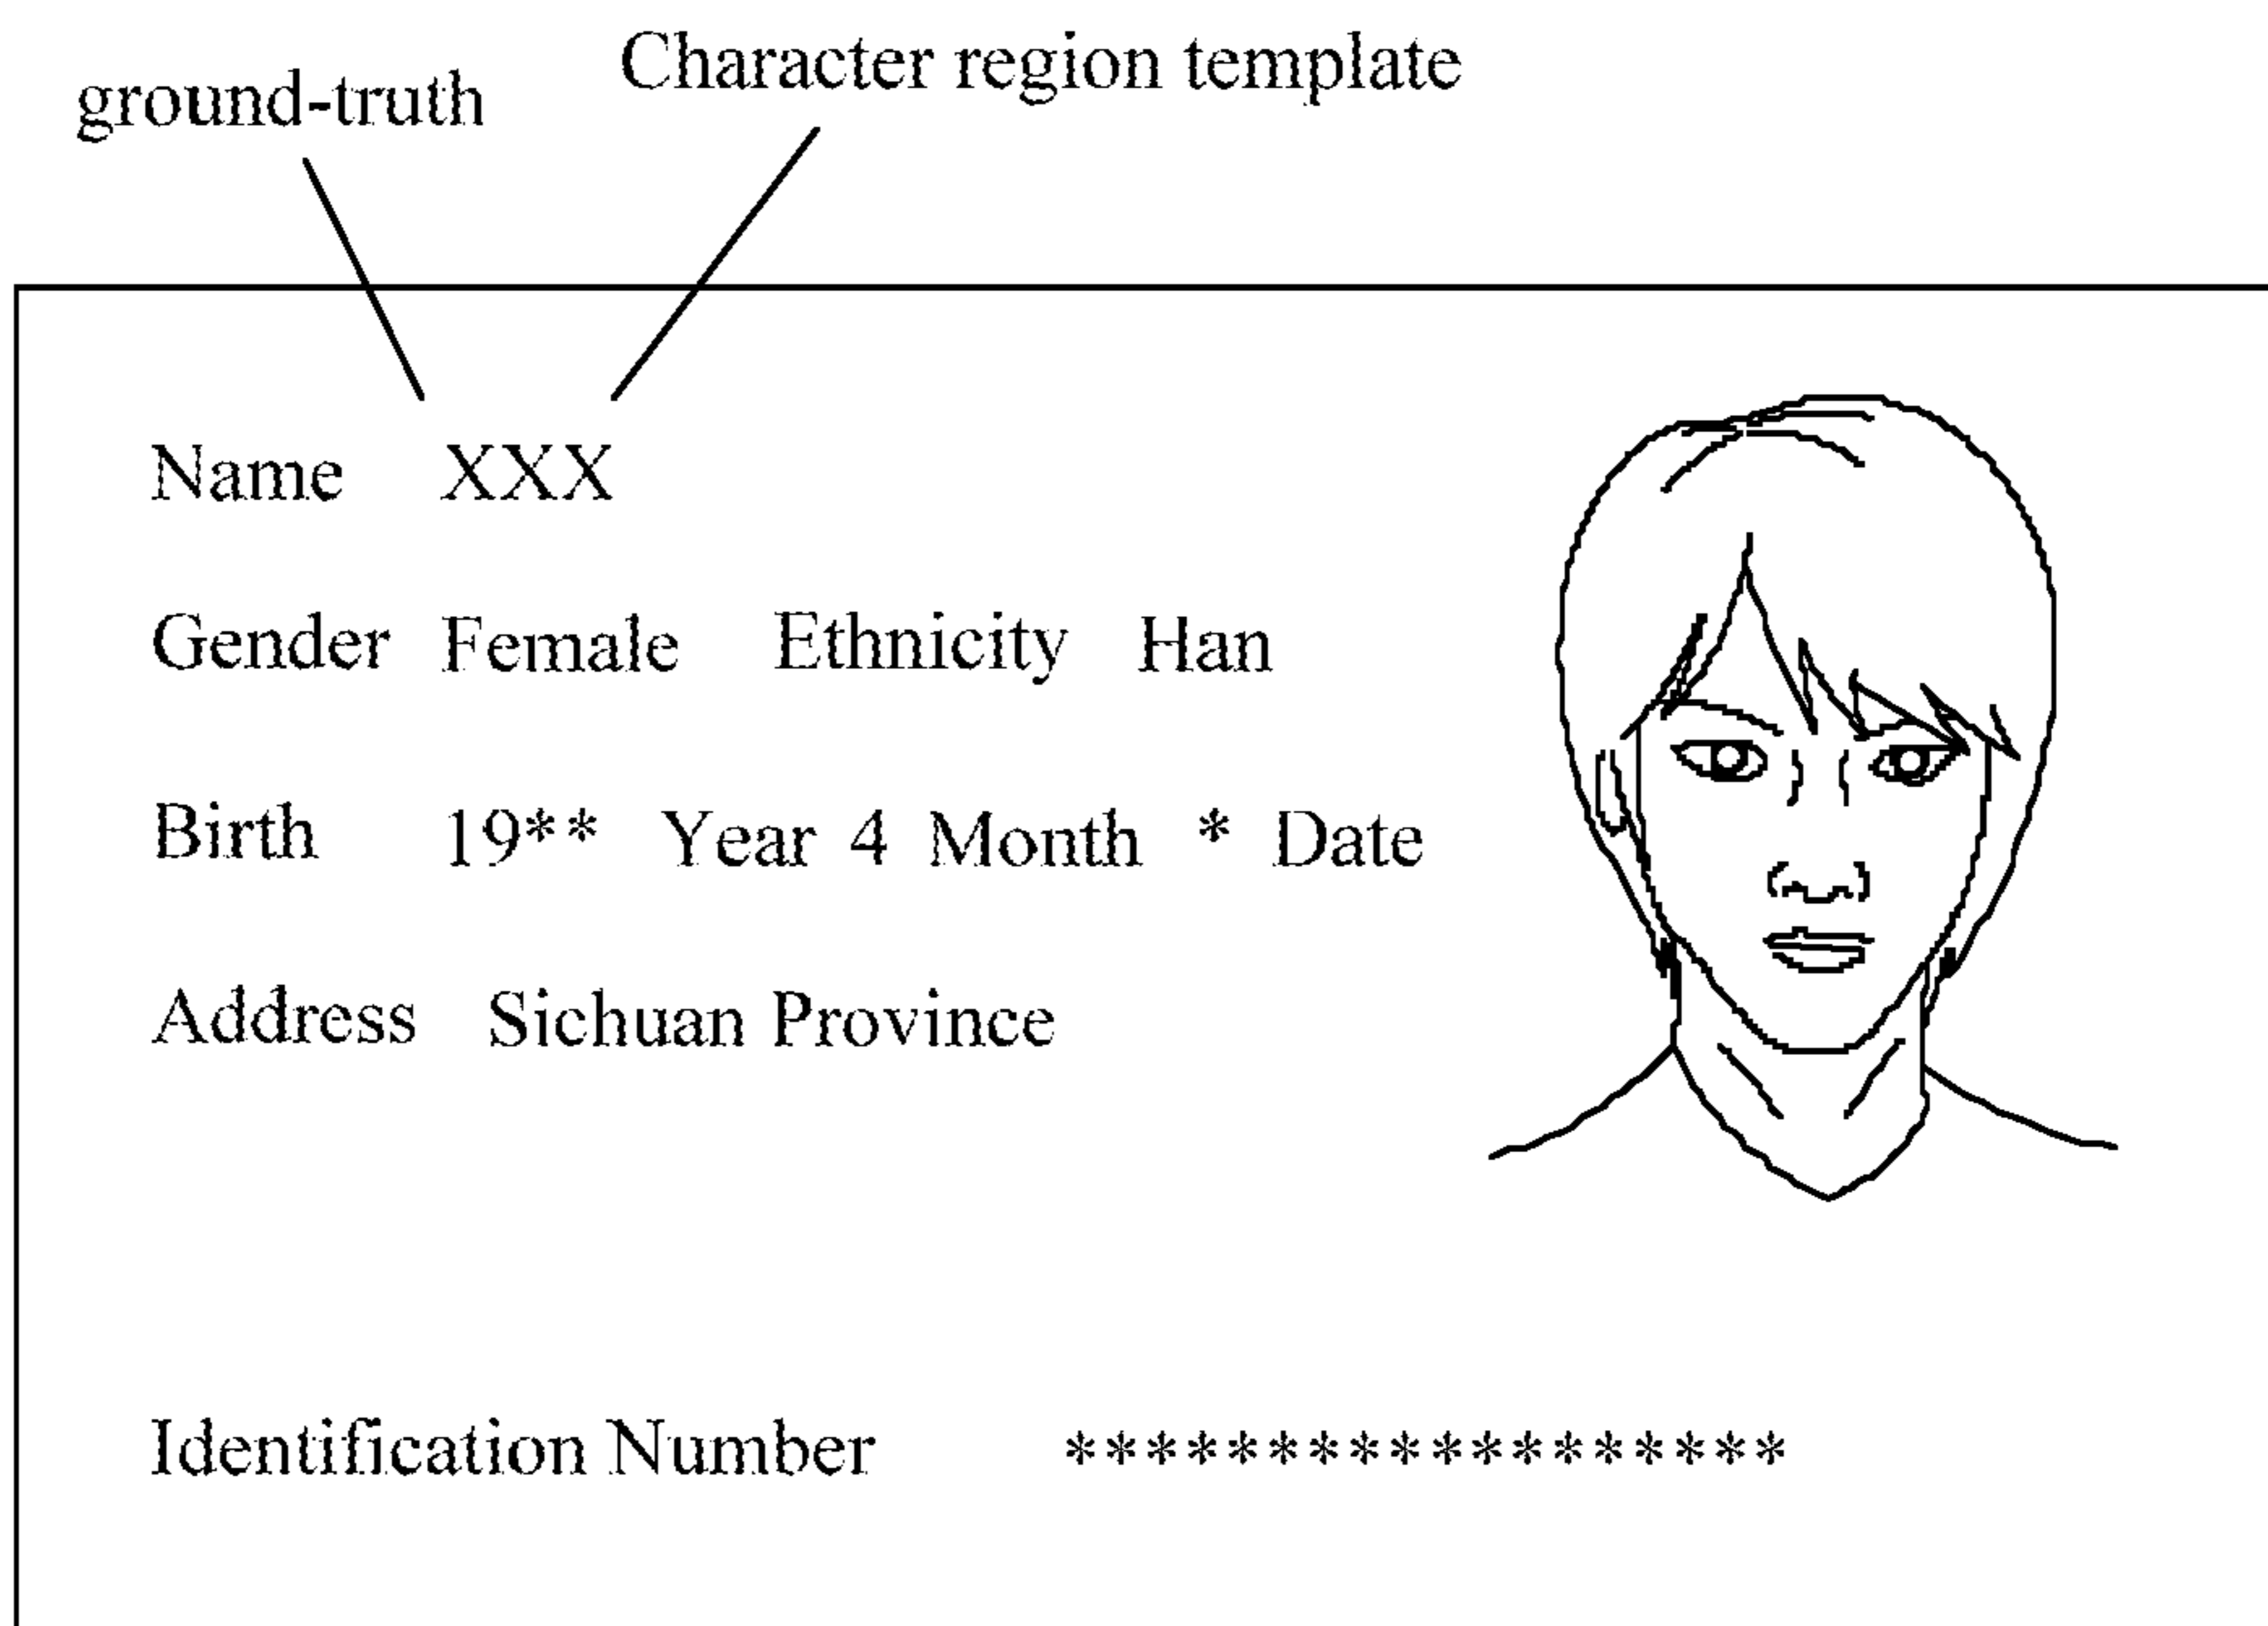 Character region template
ground-truth
Name XXX
Gender Female Ethnicity Han
Birth 19** Year 4 Month * Date
Address Sichuan Province
Identification Number ******************